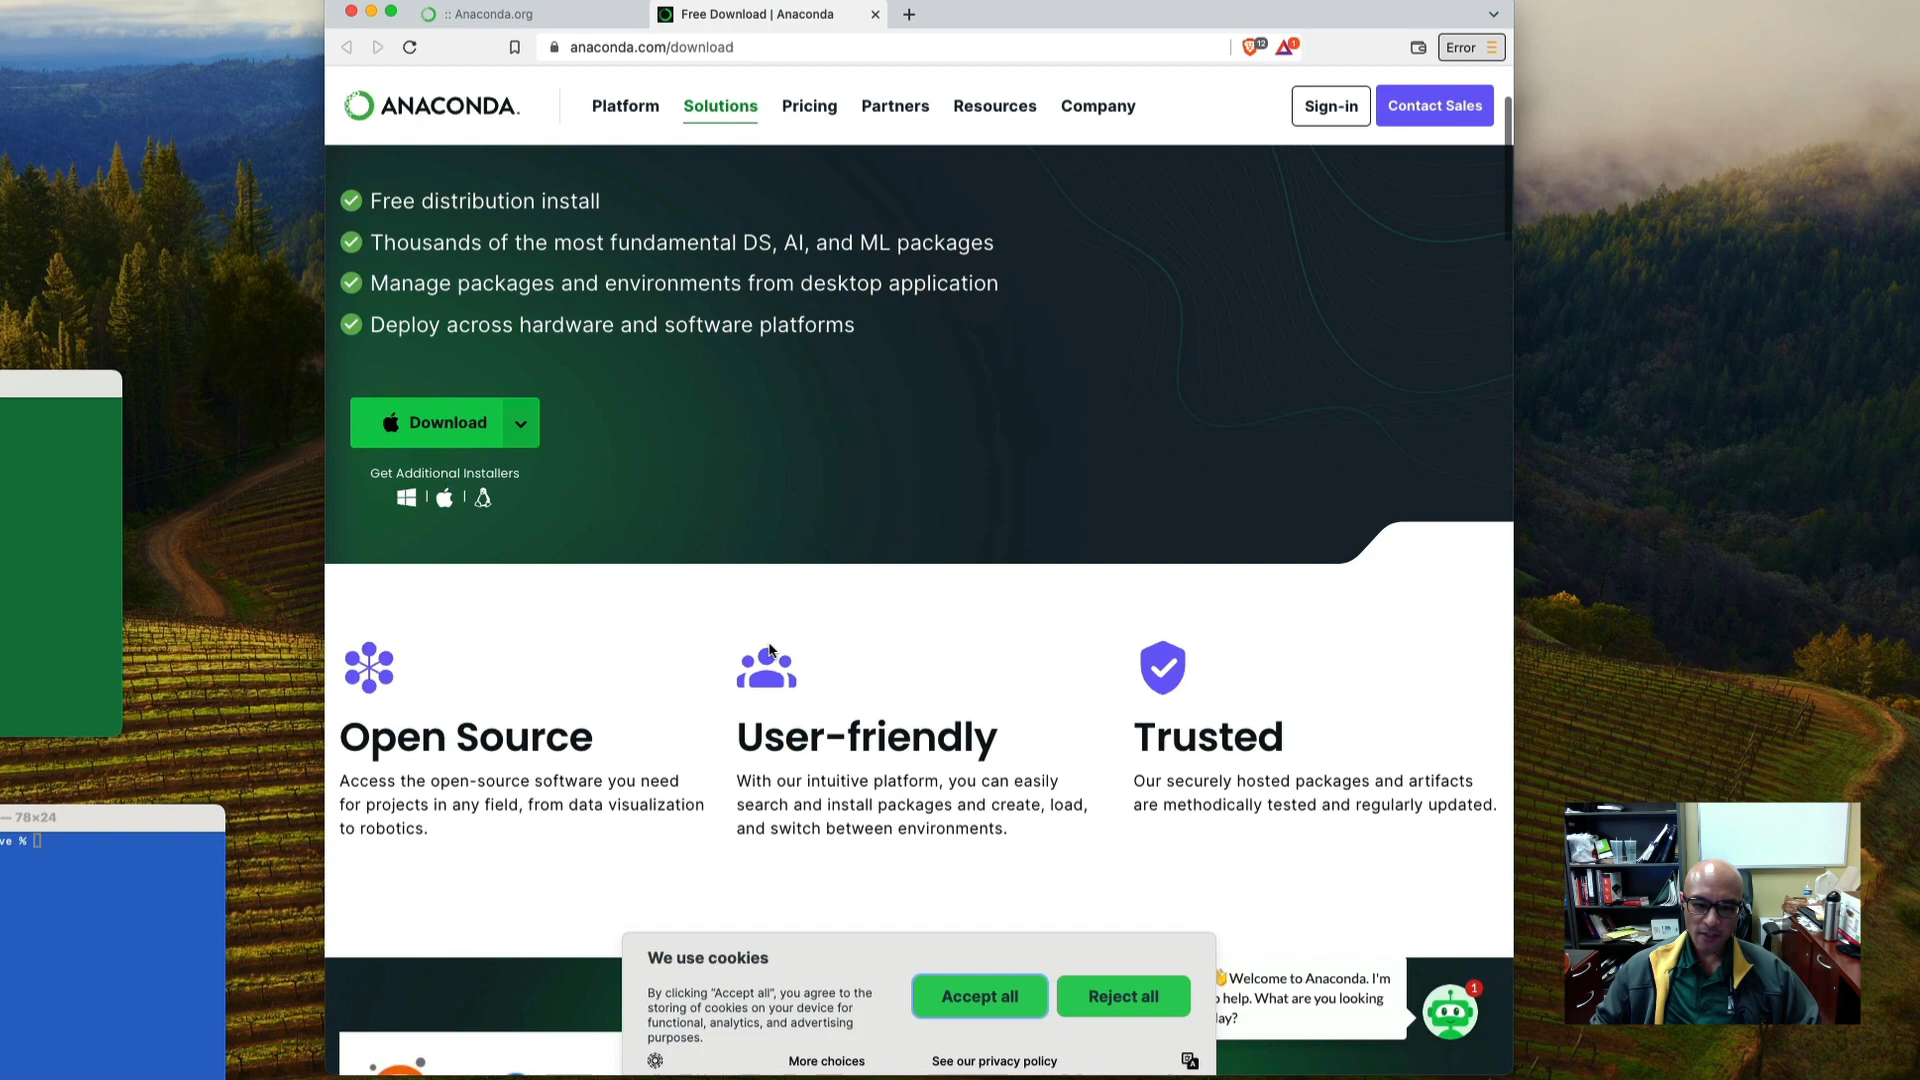 :: Anaconda.org
Free Download | Anaconda
anaconda.com/download
12
1
Error
ANACONDA.
Platform
Solutions
Pricing
Partners
Resources
Company
Sign-in
Contact Sales
Free distribution install
Thousands of the most fundamental DS, AI, and ML packages
Manage packages and environments from desktop application
Deploy across hardware and software platforms
Download
Get Additional Installers
Open Source
Access the open-source software you need
for projects in any field, from data visualization
to robotics.
User-friendly
With our intuitive platform, you can easily
search and install packages and create, load,
and switch between environments.
Trusted
Our securely hosted packages and artifacts
are methodically tested and regularly updated.
— 78×24
ve %
We use cookies
By clicking “Accept all”, you agree to the
storing of cookies on your device for
functional, analytics, and advertising
purposes.
Accept all
Reject all
More choices
See our privacy policy
Welcome to Anaconda. I'm
help. What are you looking
ay?
1